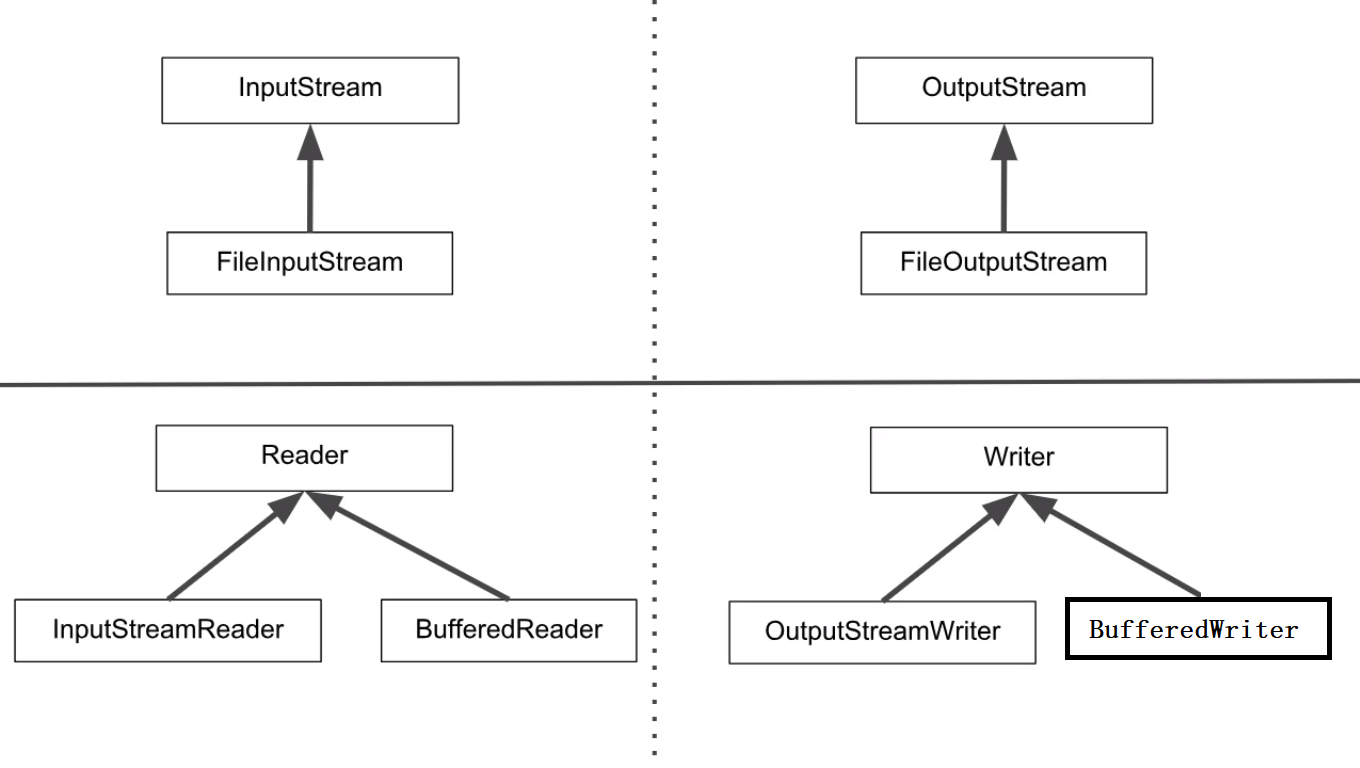 InputStream
OutputStream
FileInputStream
FileOutputStream
Reader
Writer
InputStreamReader
BufferedReader
OutputStreamWriter
BufferedWriter